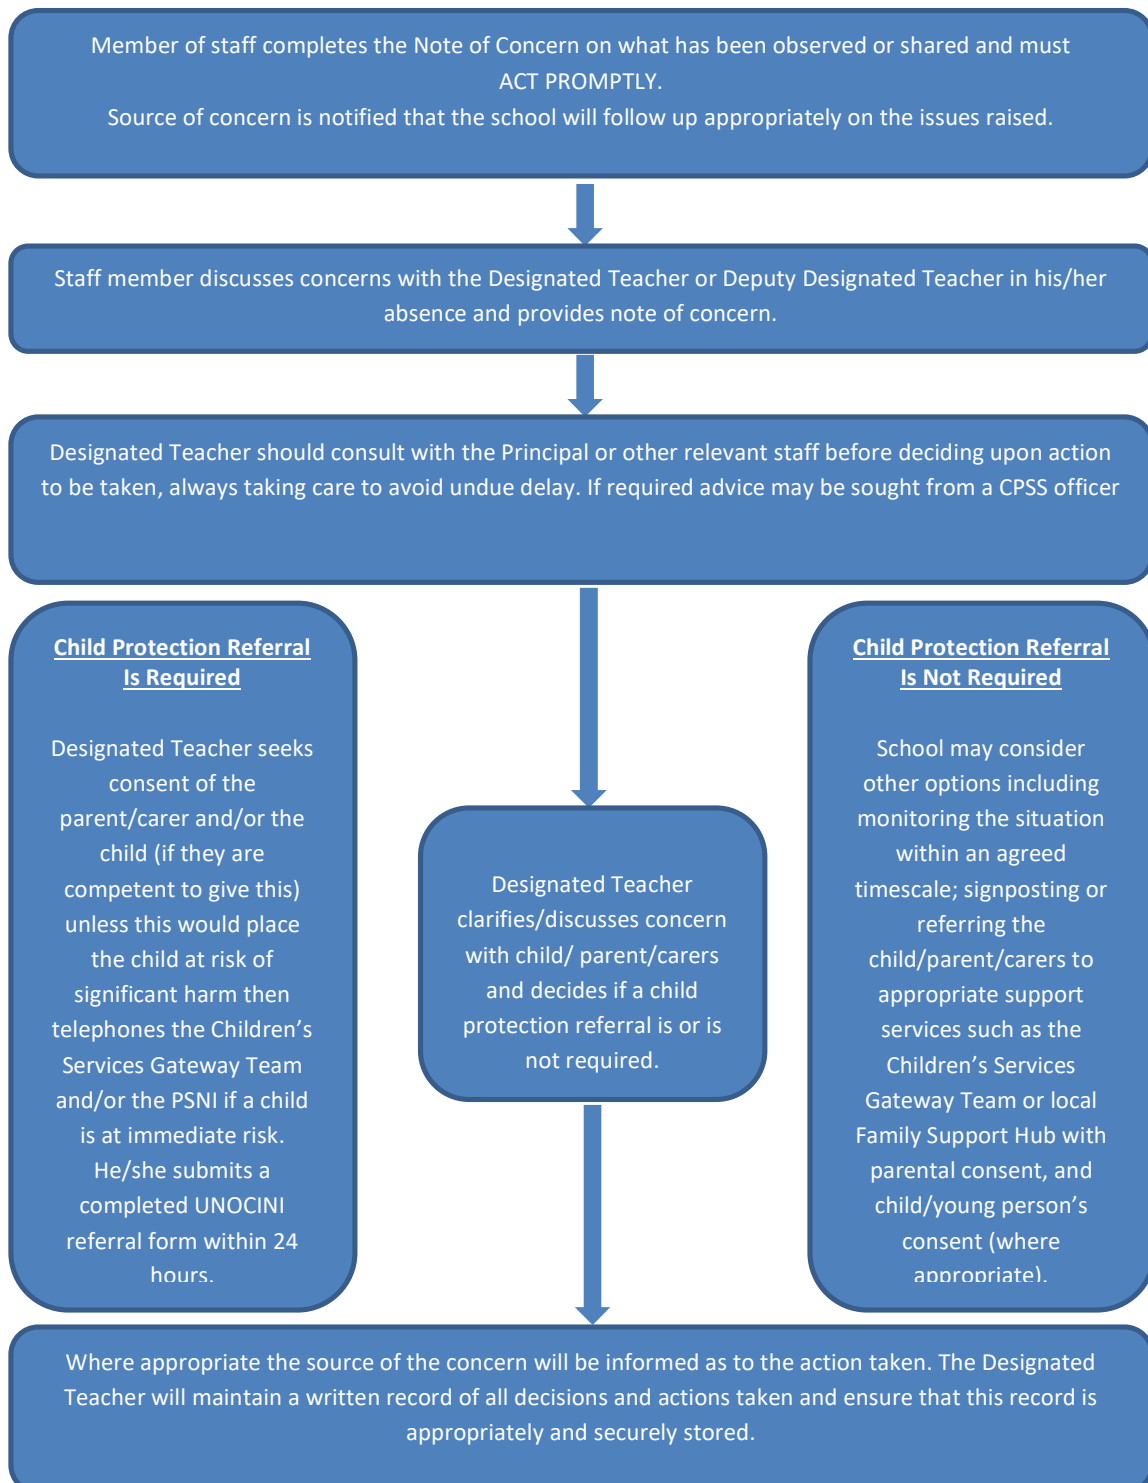 Member of staff completes the Note of Concern on what has been observed or shared and must
ACT PROMPTLY.
Source of concern is notified that the school will follow up appropriately on the issues raised.
Staff member discusses concerns with the Designated Teacher or Deputy Designated Teacher in his/her
absence and provides note of concern.
Designated Teacher should consult with the Principal or other relevant staff before deciding upon action
to be taken, always taking care to avoid undue delay. If required advice may be sought from a CPSS officer
Child Protection Referral
Is Required
Designated Teacher seeks
consent of the
parent/carer and/or the
child (if they are
competent to give this)
unless this would place
the child at risk of
significant harm then
telephones the Children’s
Services Gateway Team
and/or the PSNI if a child
is at immediate risk.
He/she submits a
completed UNOCINI
referral form within 24
hours.
Designated Teacher
clarifies/discusses concern
with child/ parent/carers
and decides if a child
protection referral is or is
not required.
Child Protection Referral
Is Not Required
School may consider
other options including
monitoring the situation
within an agreed
timescale; signposting or
referring the
child/parent/carers to
appropriate support
services such as the
Children’s Services
Gateway Team or local
Family Support Hub with
parental consent, and
child/young person’s
consent (where
appropriate).
Where appropriate the source of the concern will be informed as to the action taken. The Designated
Teacher will maintain a written record of all decisions and actions taken and ensure that this record is
appropriately and securely stored.